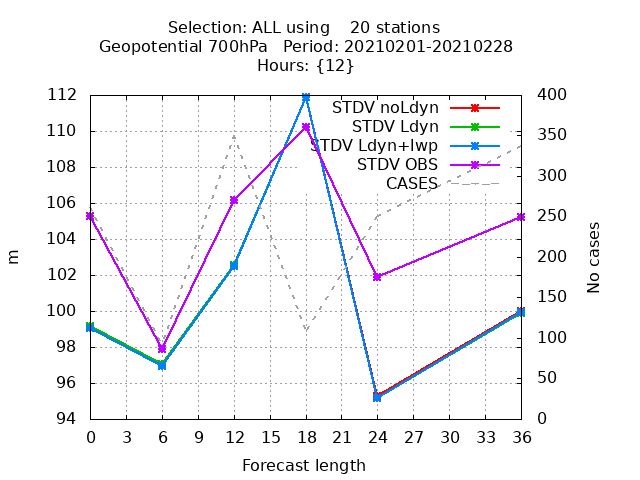 Selection: ALL using    20 stations
Geopotential 700hPa   Period: 20210201-20210228
Hours: {12}
112
110
108
106
104
102
100
98
96
94
m
STDV noLdyn
STDV Ldyn
STDV Ldyn+lwp
STDV OBS
CASES
400
350
300
250
200
150
100
50
0
No cases
0 3 6 9 12 15 18 21 24 27 30 33 36
Forecast length